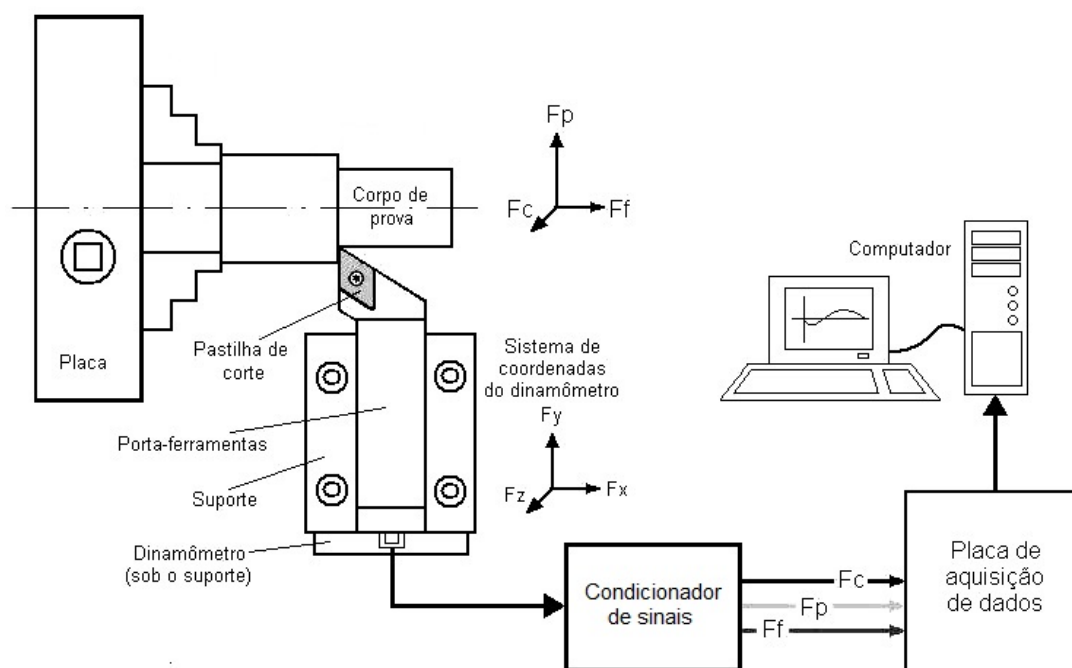 Placa
Corpo de
prova
Pastilha de
corte
Porta-ferramentas
Suporte
Dinamômetro
(sob o suporte)
Fp
Fc
Ff
Sistema de
coordenadas
do dinamômetro
Fy
Fz
Fx
Computador
Condicionador
de sinais
Fc
Fp
Ff
Placa de
aquisição
de dados